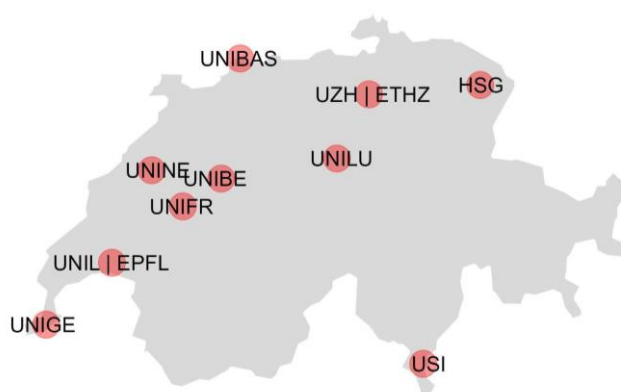 UNIBAS
UZH | ETHZ
HSG
UNILU
UNINE
UNIBE
UNIFR
UNIL | EPFL
UNIGE
USI